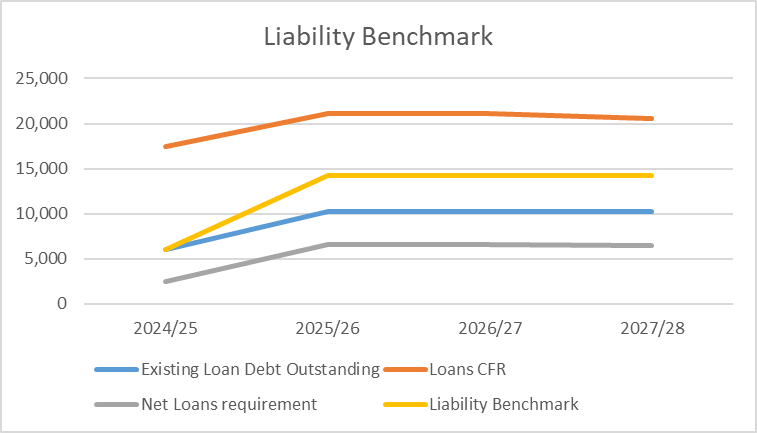 Liability Benchmark
25,000
20,000
15,000
10,000
5,000
0
2024/25 2025/26 2026/27 2027/28
Existing Loan Debt Outstanding Loans CFR
Net Loans requirement Liability Benchmark